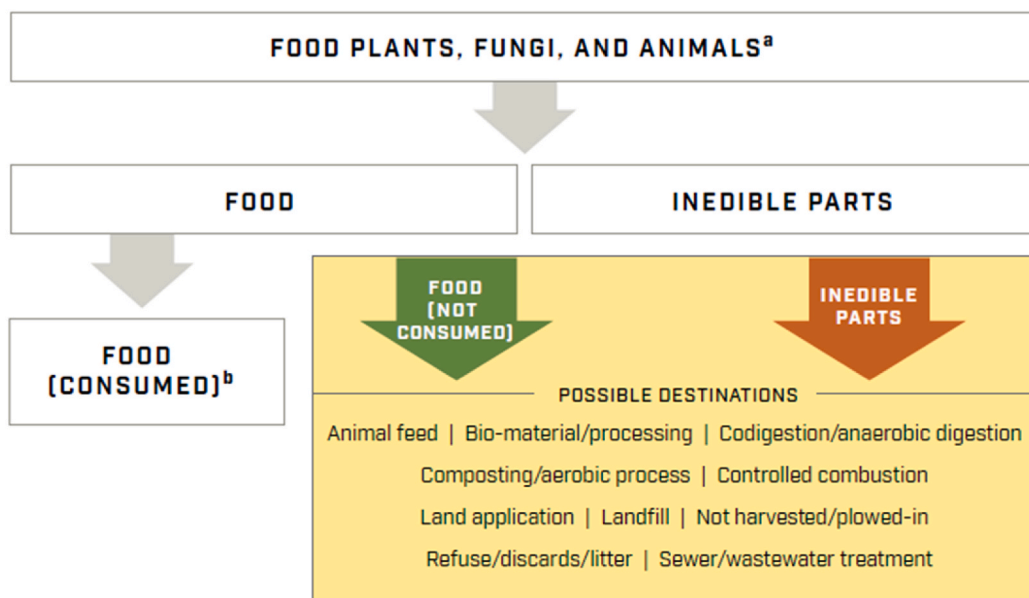 FOOD PLANTS, FUNGI, AND ANIMALSᵃ
FOOD
INEDIBLE PARTS
FOOD
(NOT
CONSUMED)
INEDIBLE
PARTS
FOOD
(CONSUMED)ᵇ
POSSIBLE DESTINATIONS
Animal feed | Bio-material/processing | Codigestion/anaerobic digestion
Composting/aerobic process | Controlled combustion
Land application | Landfill | Not harvested/plowed-in
Refuse/discards/litter | Sewer/wastewater treatment